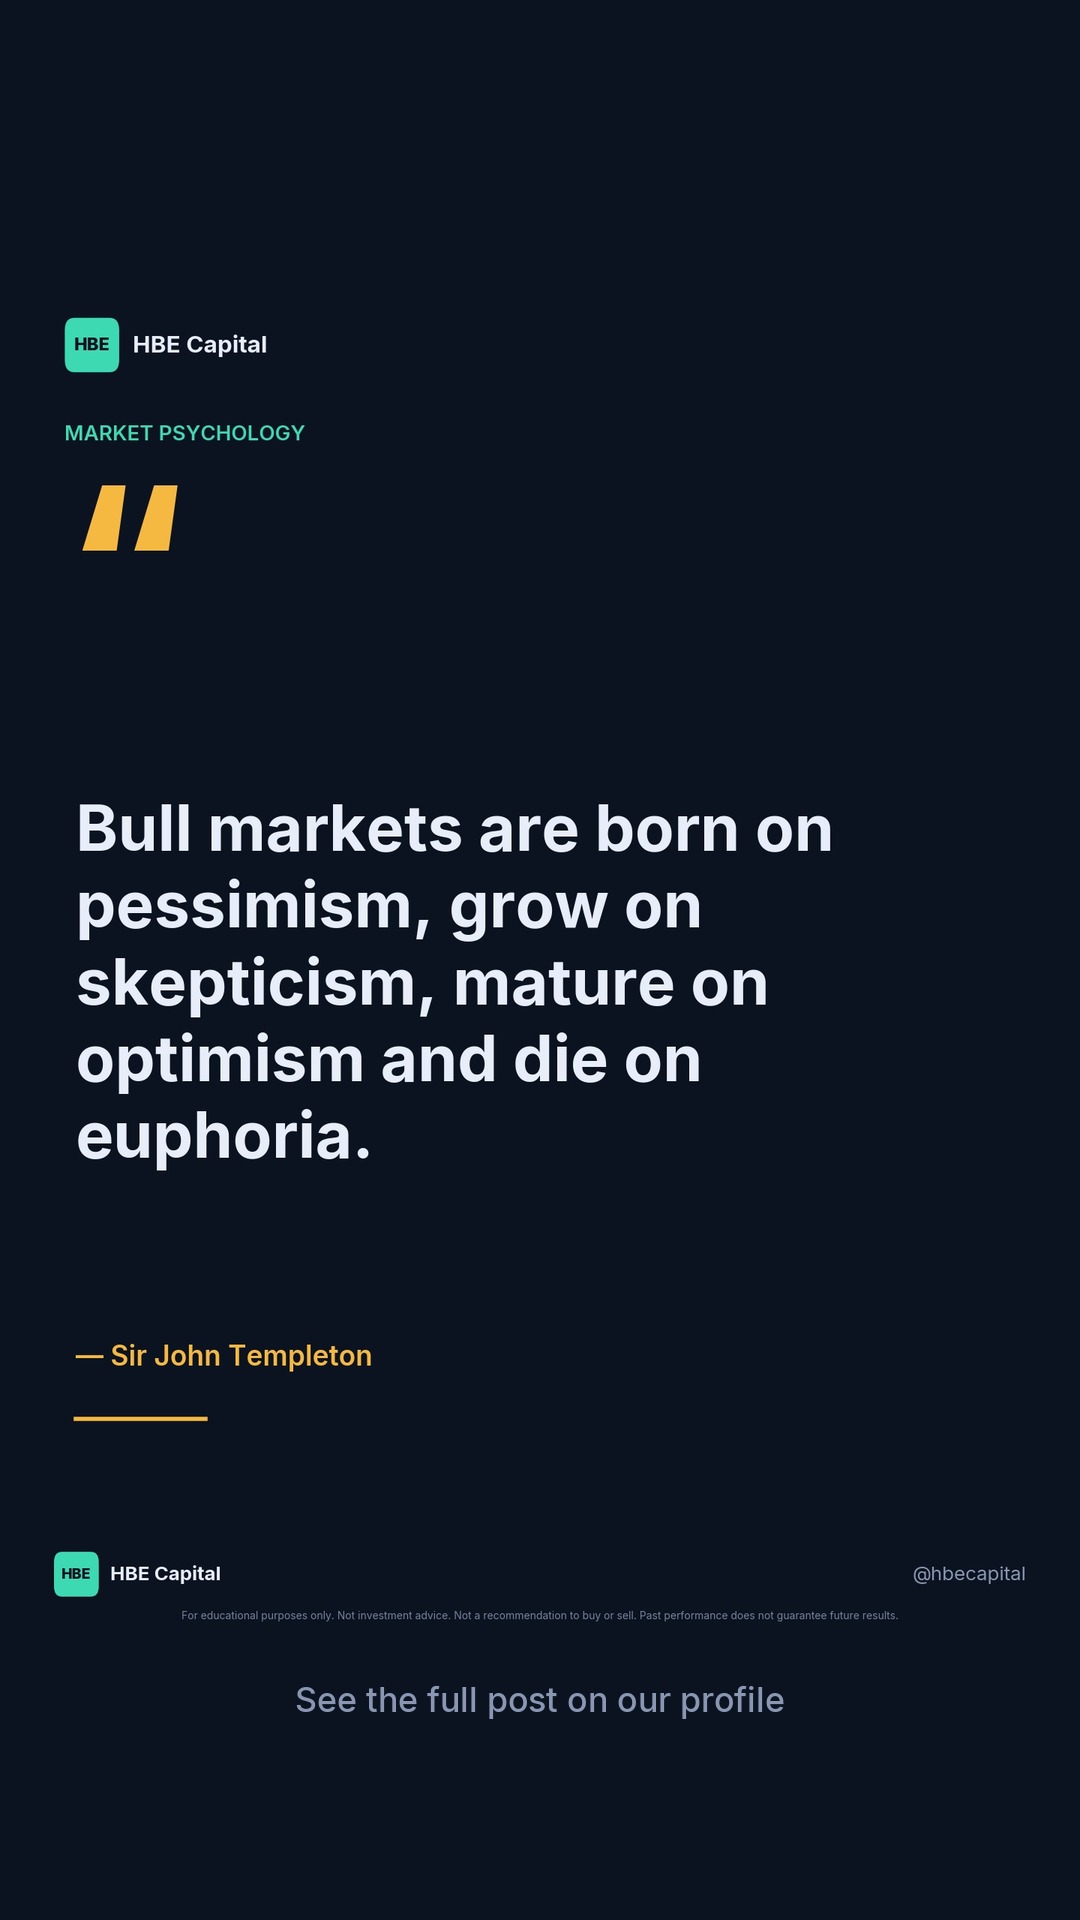 HBE HBE Capital
MARKET PSYCHOLOGY
"
Bull markets are born on
pessimism, grow on
skepticism, mature on
optimism and die on
euphoria.
— Sir John Templeton
HBE HBE Capital @hbecapital
For educational purposes only. Not investment advice. Not a recommendation to buy or sell. Past performance does not guarantee future results.
See the full post on our profile